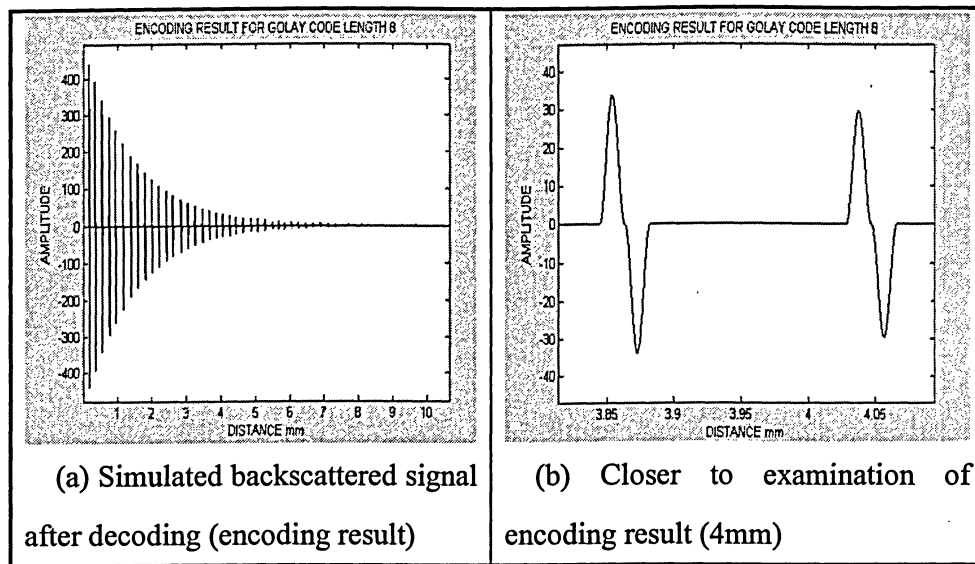 ENCODING RESULT FOR GOLAY CODE LENGTH 8
400
300
200
100
0
-100
-200
-300
-400
AMPLITUDE
1 2 3 4 5 6 7 8 9 10
DISTANCE mm
(a) Simulated backscattered signal
after decoding (encoding result)
ENCODING RESULT FOR GOLAY CODE LENGTH 8
40
30
20
10
0
-10
-20
-30
-40
AMPLITUDE
3.85 3.9 3.95 4 4.05
DISTANCE mm
(b) Closer to examination of
encoding result (4mm)